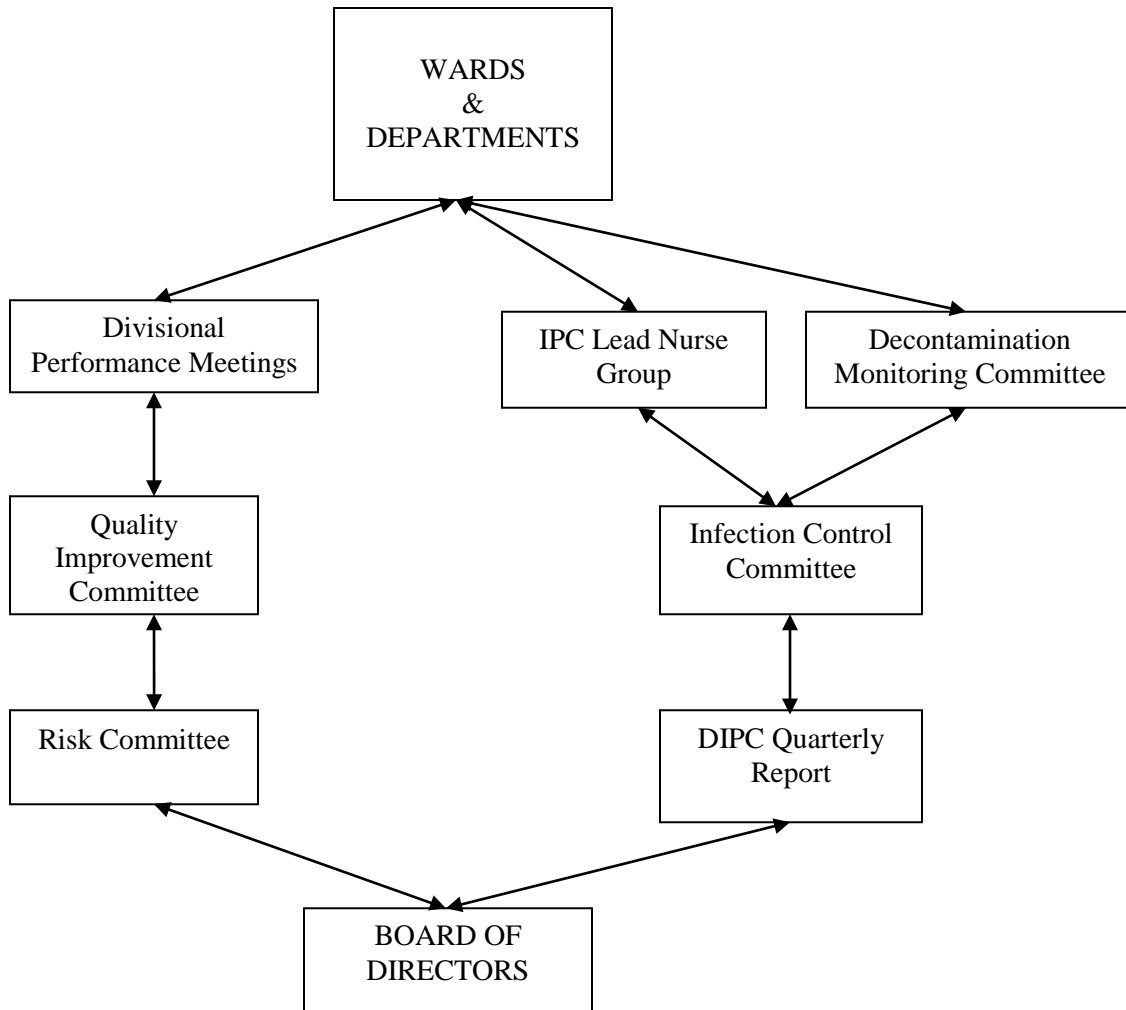 WARDS
&
DEPARTMENTS
Divisional
Performance Meetings
IPC Lead Nurse
Group
Decontamination
Monitoring Committee
Quality
Improvement
Committee
Infection Control
Committee
Risk Committee
DIPC Quarterly
Report
BOARD OF
DIRECTORS